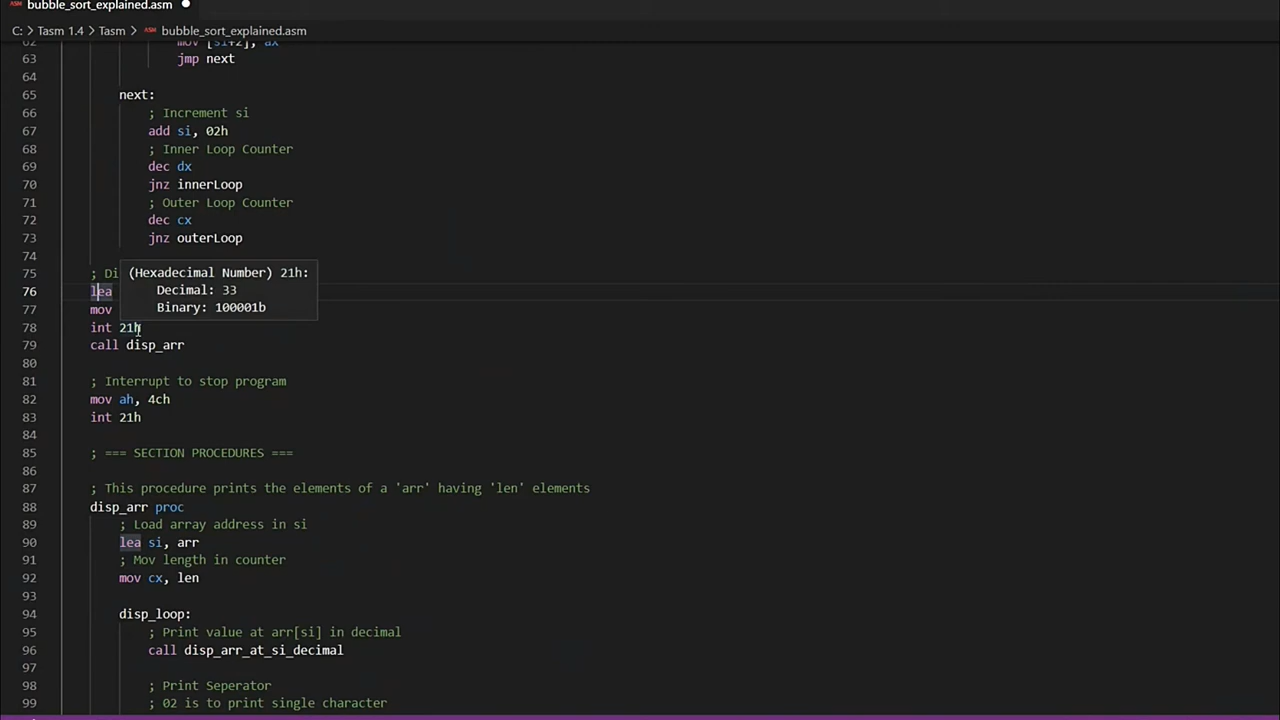 bubble_sort_explained.asm
C: > Tasm 1.4 > Tasm > bubble_sort_explained.asm
62 mov [si+2], ax
63 jmp next
64
65 next:
66 ; Increment si
67 add si, 02h
68 ; Inner Loop Counter
69 dec dx
70 jnz innerLoop
71 ; Outer Loop Counter
72 dec cx
73 jnz outerLoop
74
75 ; Di
(Hexadecimal Number) 21h:
Decimal: 33
Binary: 100001b
76 lea
77 mov
78 int 21h
79 call disp_arr
80
81 ; Interrupt to stop program
82 mov ah, 4ch
83 int 21h
84
85 ; === SECTION PROCEDURES ===
86
87 ; This procedure prints the elements of a 'arr' having 'len' elements
88 disp_arr proc
89 ; Load array address in si
90 lea si, arr
91 ; Mov length in counter
92 mov cx, len
93
94 disp_loop:
95 ; Print value at arr[si] in decimal
96 call disp_arr_at_si_decimal
97
98 ; Print Seperator
99 ; 02 is to print single character